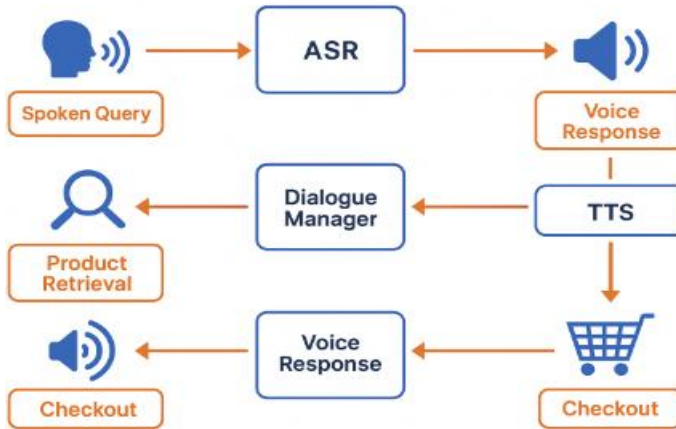 Spoken Query
ASR
Voice
Response
Product
Retrieval
Dialogue
Manager
TTS
Checkout
Voice
Response
Checkout